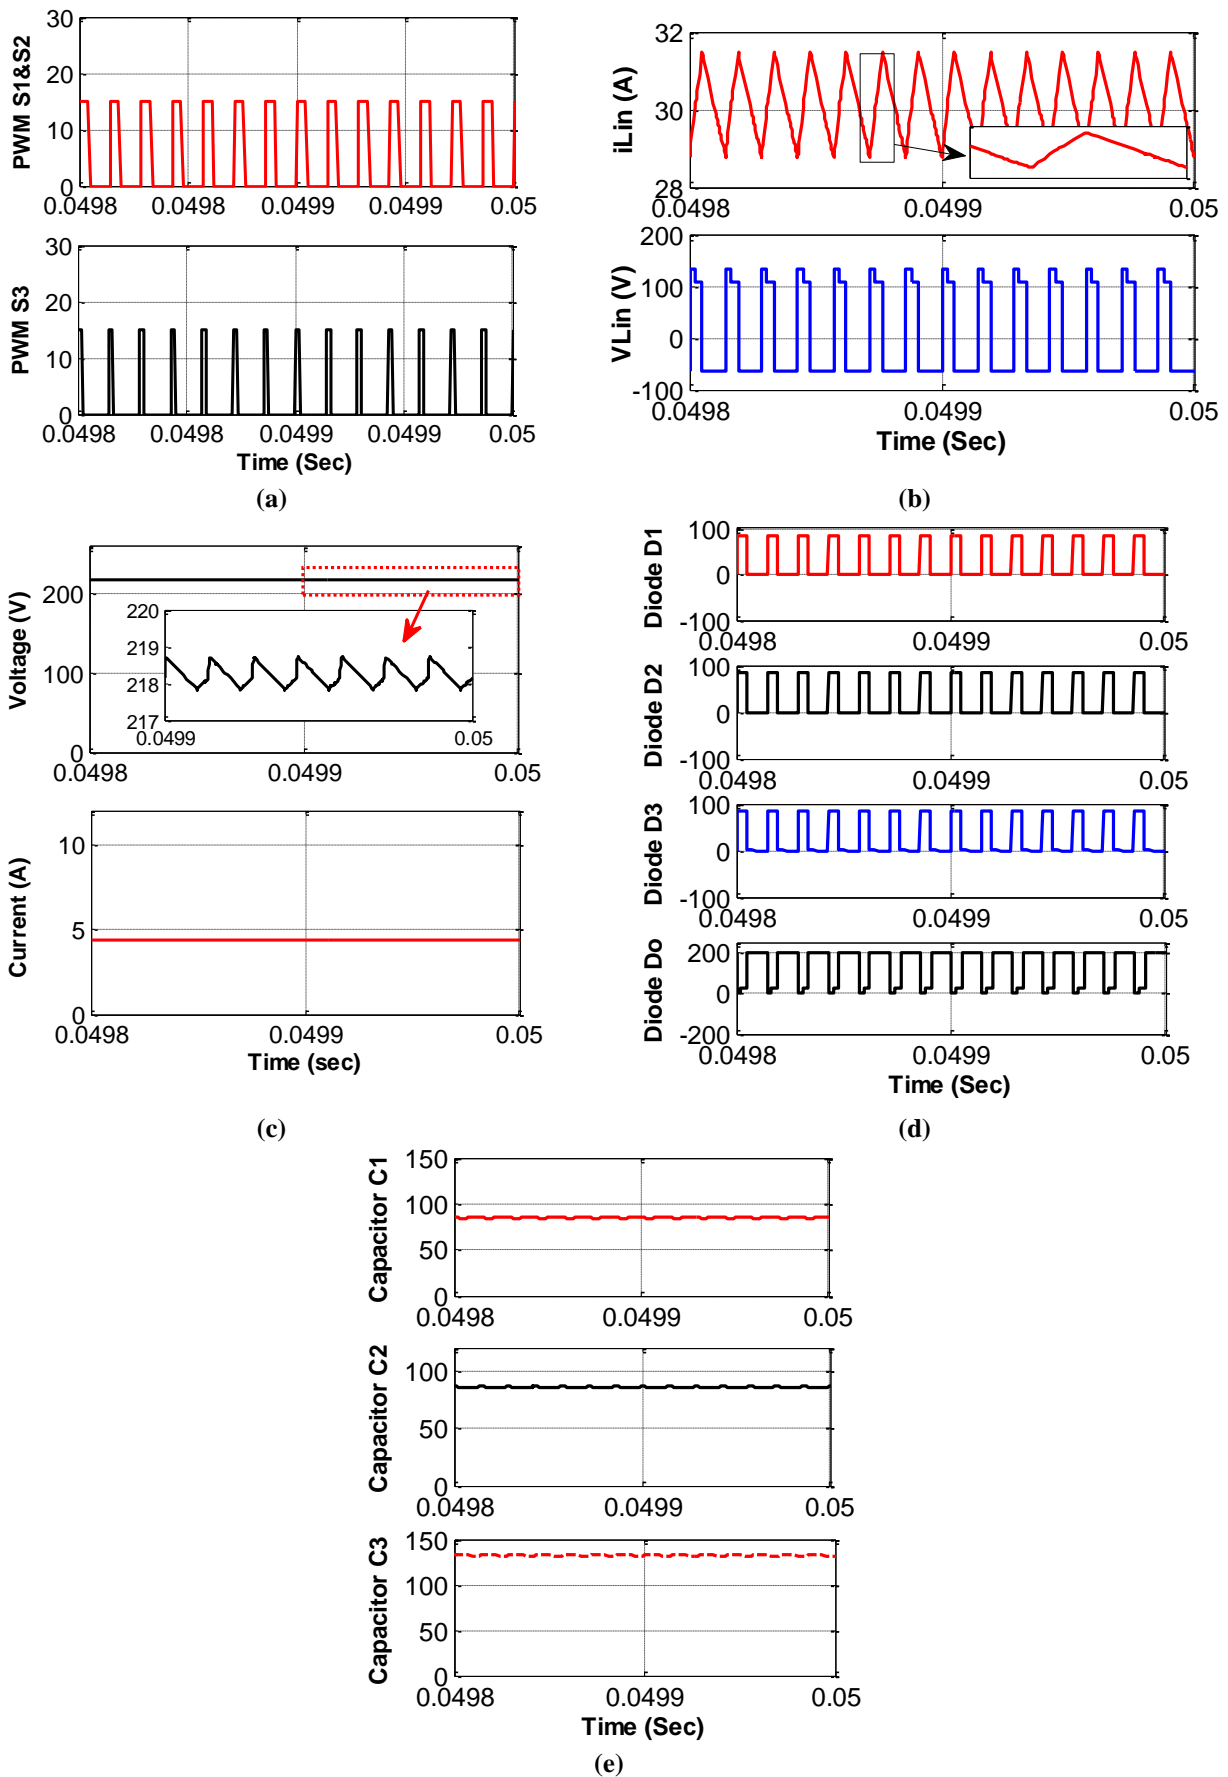 PWM S1&S2
30
20
10
0
0.0498 0.0498 0.0499 0.0499 0.05
PWM S3
30
20
10
0
0.0498 0.0498 0.0499 0.0499 0.05
Time (Sec)
(a)
iLin (A)
32
30
28
0.0498 0.0499 0.05
VLin (V)
200
100
0
-100
0.0498 0.0499 0.05
Time (Sec)
(b)
Voltage (V)
200
100
0
220
219
218
217
0.0499 0.05
0.0498 0.0499 0.05
Current (A)
10
5
0
0.0498 0.0499 0.05
Time (sec)
(c)
Diode D1
100
0
-100
0.0498 0.0499 0.05
Diode D2
100
0
-100
0.0498 0.0499 0.05
Diode D3
100
0
-100
0.0498 0.0499 0.05
Diode Do
200
0
-200
0.0498 0.0499 0.05
Time (Sec)
(d)
Capacitor C1
150
100
50
0
0.0498 0.0499 0.05
Capacitor C2
100
50
0
0.0498 0.0499 0.05
Capacitor C3
150
100
50
0
0.0498 0.0499 0.05
Time (Sec)
(e)